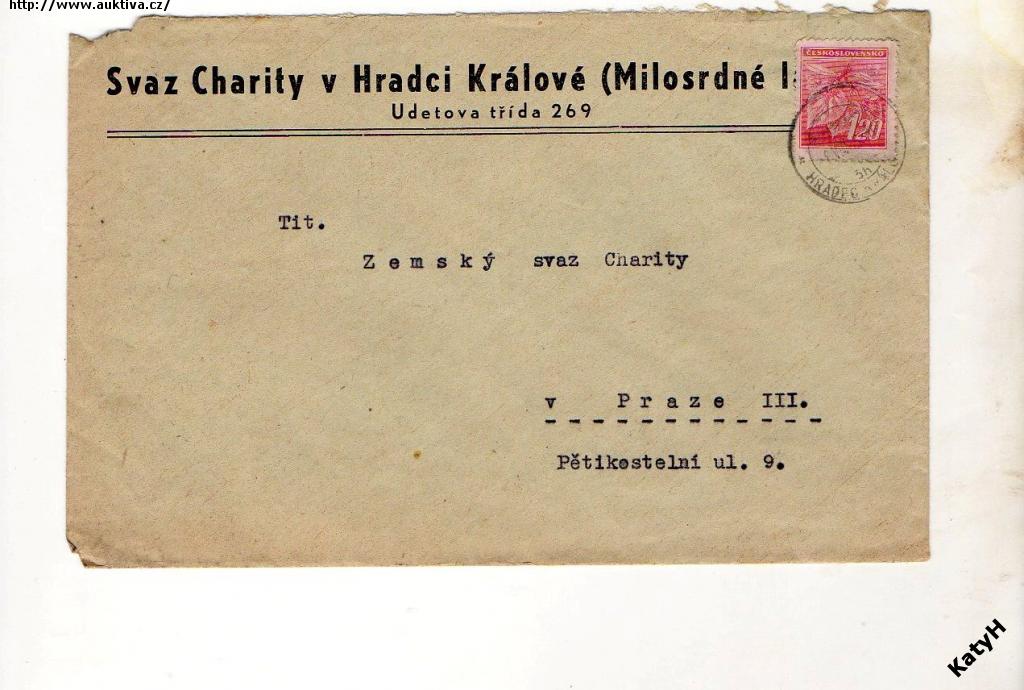 http://www.auktiva.cz/
Svaz Charity v Hradci Králové (Milosrdné
Udetova třída 269
ČESKOSLOVENSKO
1.20
HRADEC
Tit.
Zemský svaz Charity
v Praze III.
Pětikostelní ul. 9.
KatyH